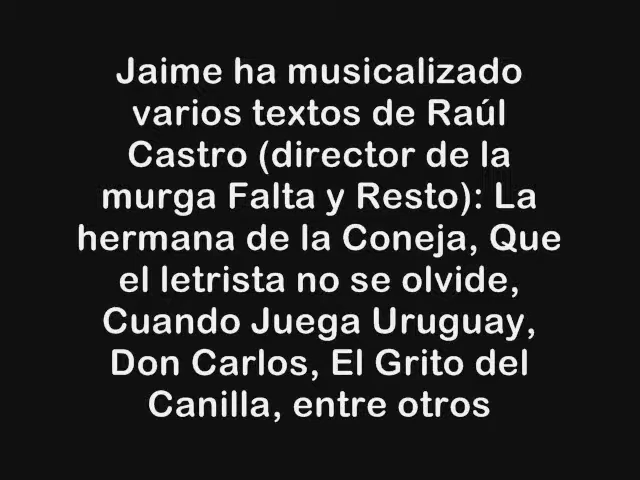 Jaime ha musicalizado
varios textos de Raúl
Castro (director de la
murga Falta y Resto): La
hermana de la Coneja, Que
el letrista no se olvide,
Cuando Juega Uruguay,
Don Carlos, El Grito del
Canilla, entre otros